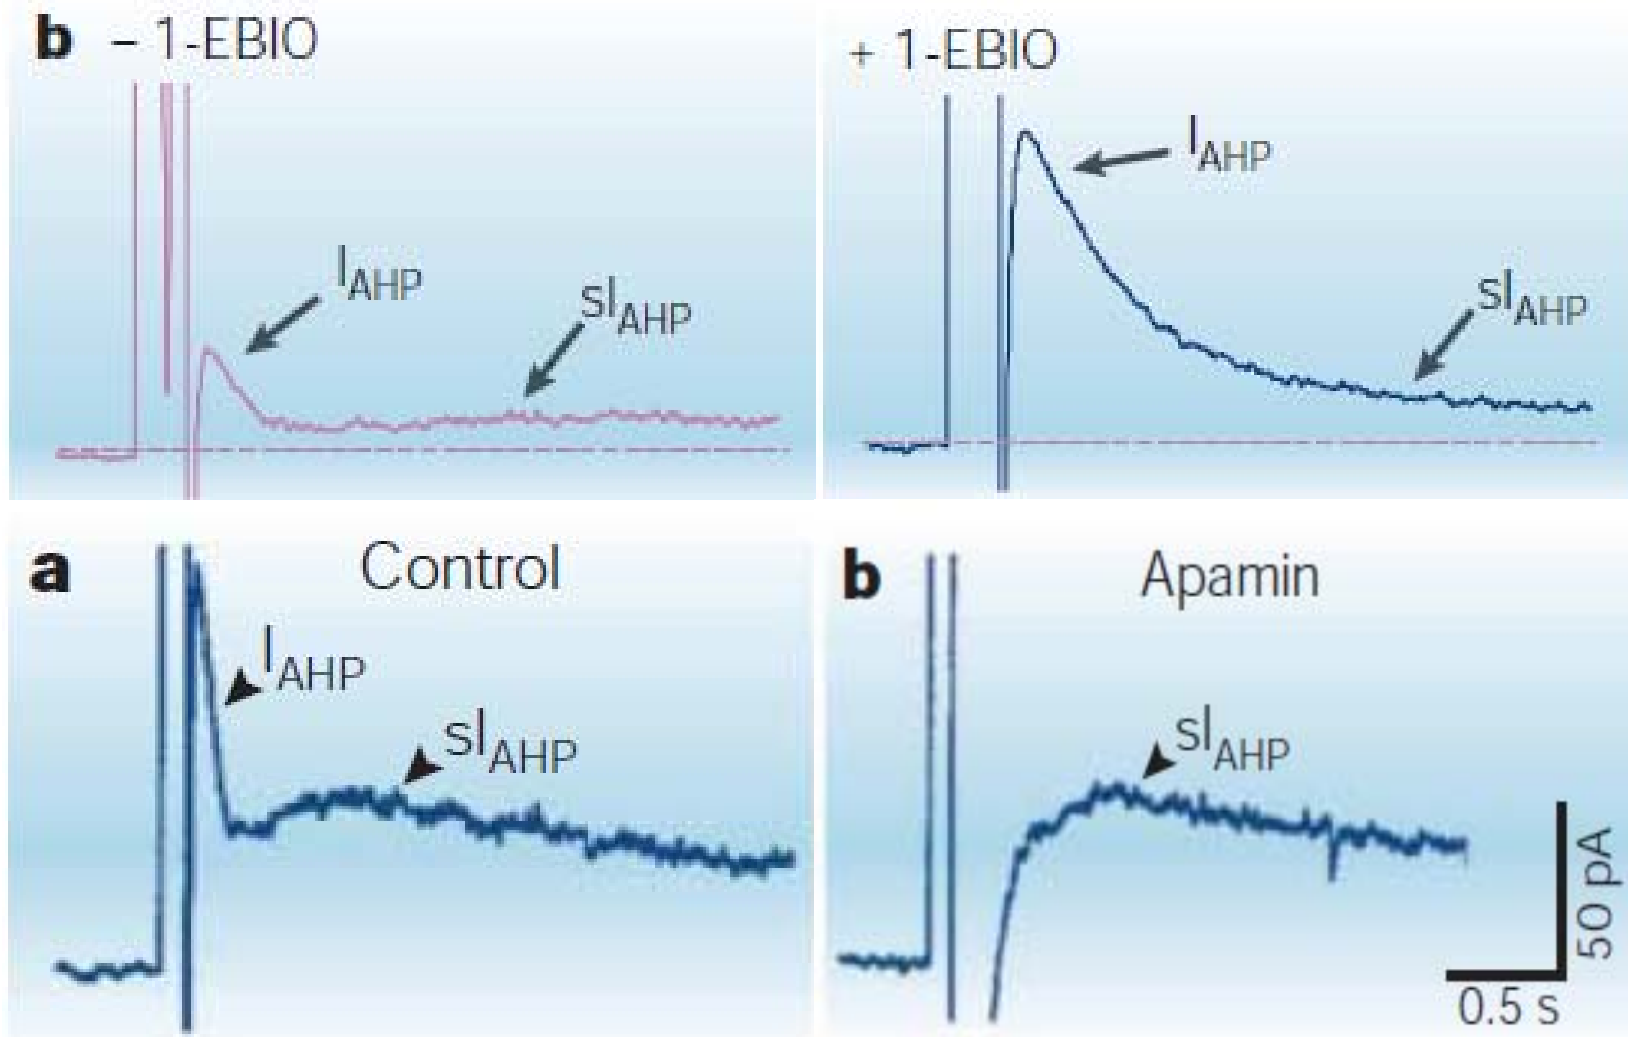 b – 1-EBIO
+ 1-EBIO
IAHP
sIAHP
IAHP
sIAHP
a Control
IAHP
sIAHP
b Apamin
sIAHP
50 pA
0.5 s